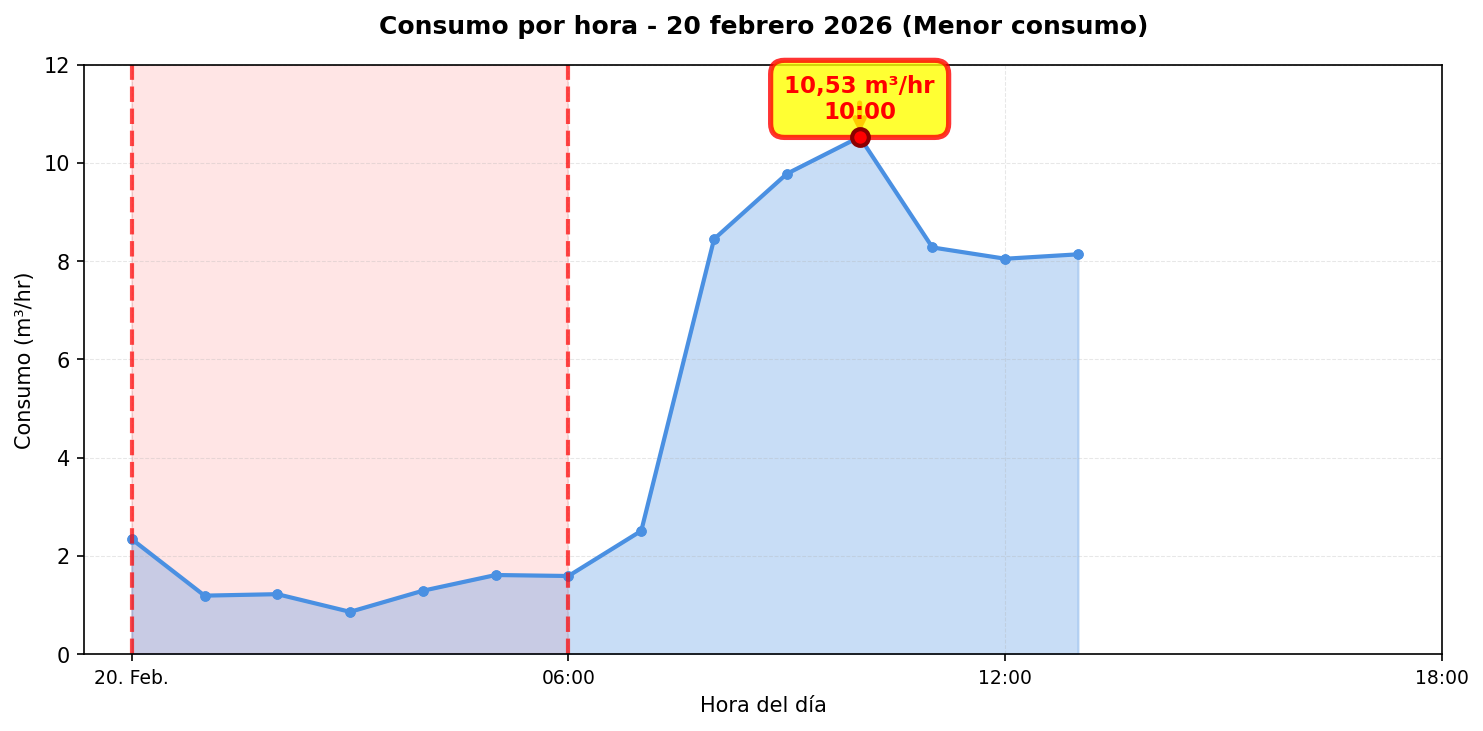 Consumo por hora - 20 febrero 2026 (Menor consumo)
12
10,53 m³/hr
10:00
10
8
6
4
2
0
Consumo (m³/hr)
20. Feb.
06:00
12:00
18:00
Hora del día